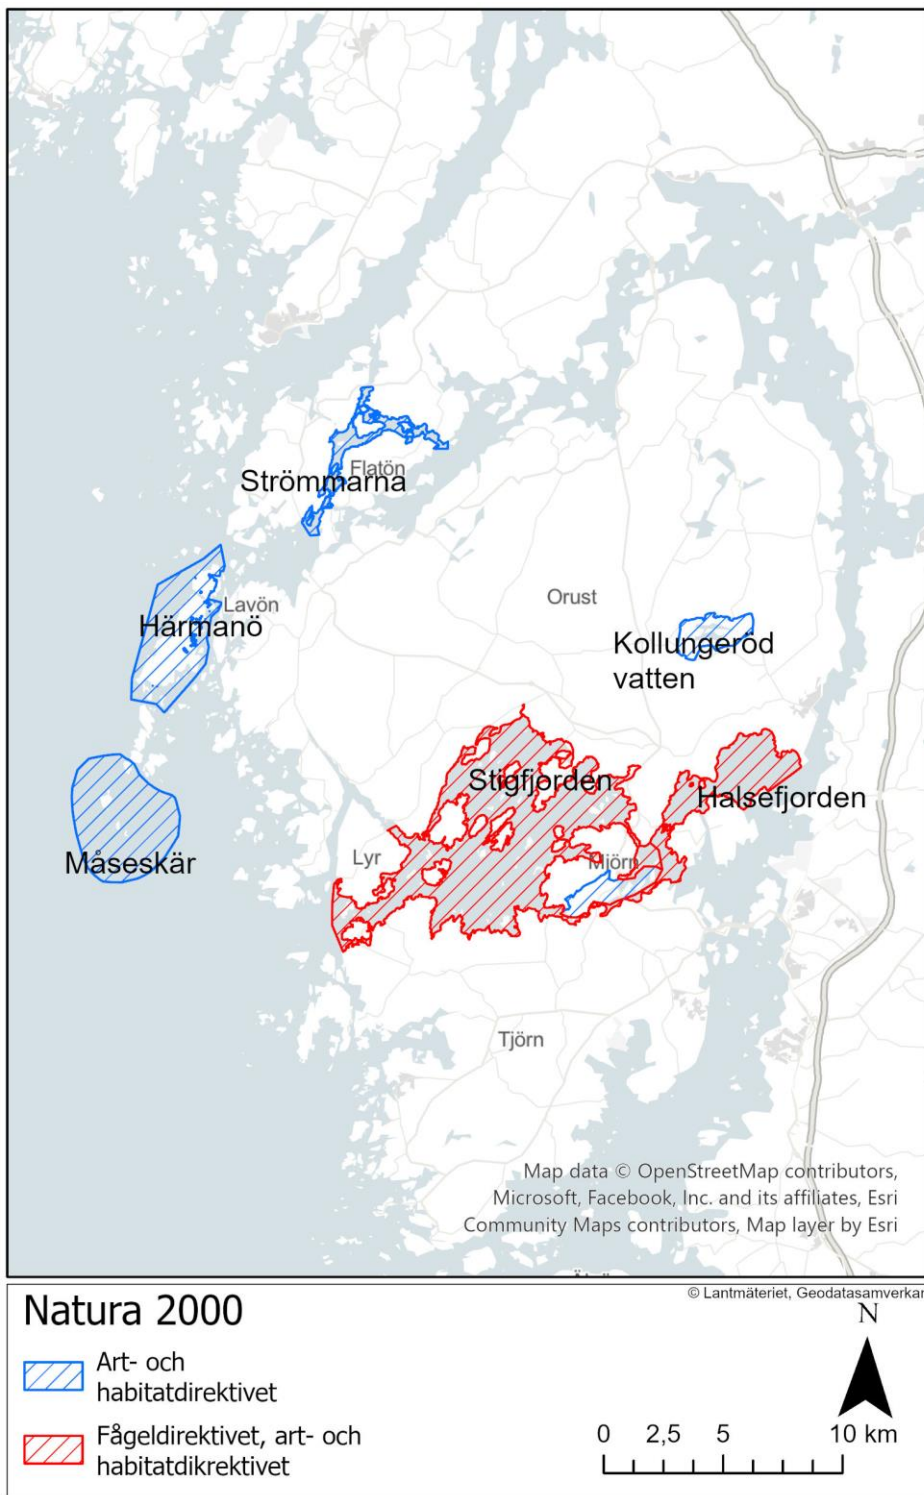 Flatön
Strömmarna
Lavön
Härmanö
Orust
Kollungeröd
vatten
Stigfjorden
Halsefjorden
Måseskär
Lyr
Mjörn
Tjörn
Map data © OpenStreetMap contributors,
Microsoft, Facebook, Inc. and its affiliates, Esri
Community Maps contributors, Map layer by Esri
© Lantmäteriet, Geodatasamverkan
Natura 2000
N
Art- och
habitatdirektivet
Fågeldirektivet, art- och
habitatdikrektivet
0 2,5 5 10 km